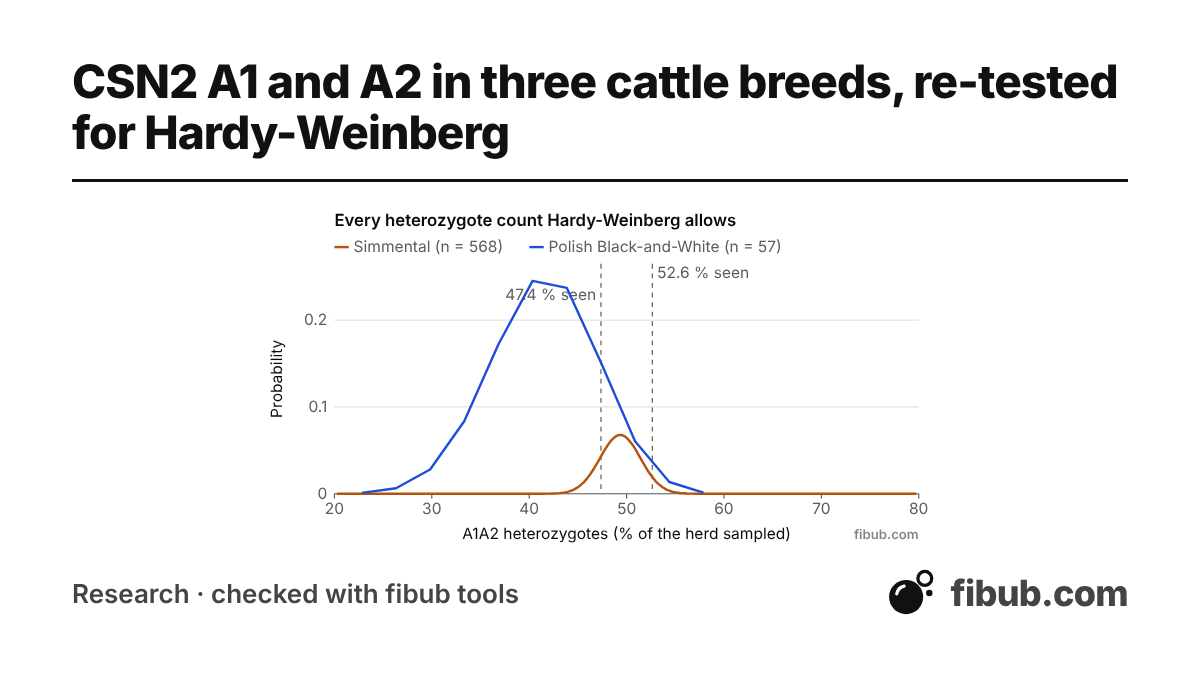 CSN2 A1 and A2 in three cattle breeds, re-tested
for Hardy-Weinberg
Every heterozygote count Hardy-Weinberg allows
Simmental (n = 568) Polish Black-and-White (n = 57)
52.6 % seen
47.4 % seen
0.2
0.1
0
Probability
20 30 40 50 60 70 80
A1A2 heterozygotes (% of the herd sampled)
fibub.com
Research · checked with fibub tools
fibub.com